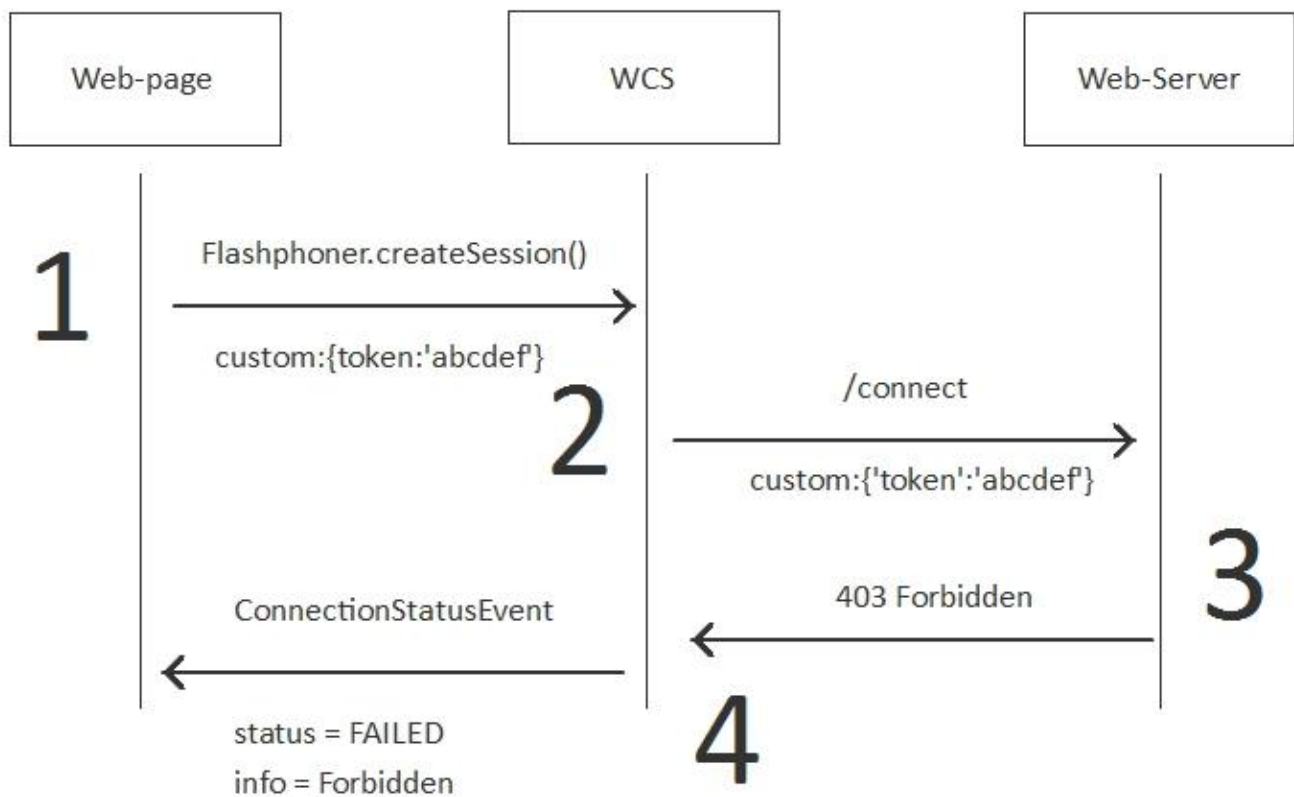 Web-page
WCS
Web-Server
1
Flashphoner.createSession()
custom:{token:'abcdef'}
2
/connect
custom:{'token':'abcdef'}
3
403 Forbidden
ConnectionStatusEvent
4
status = FAILED
info = Forbidden